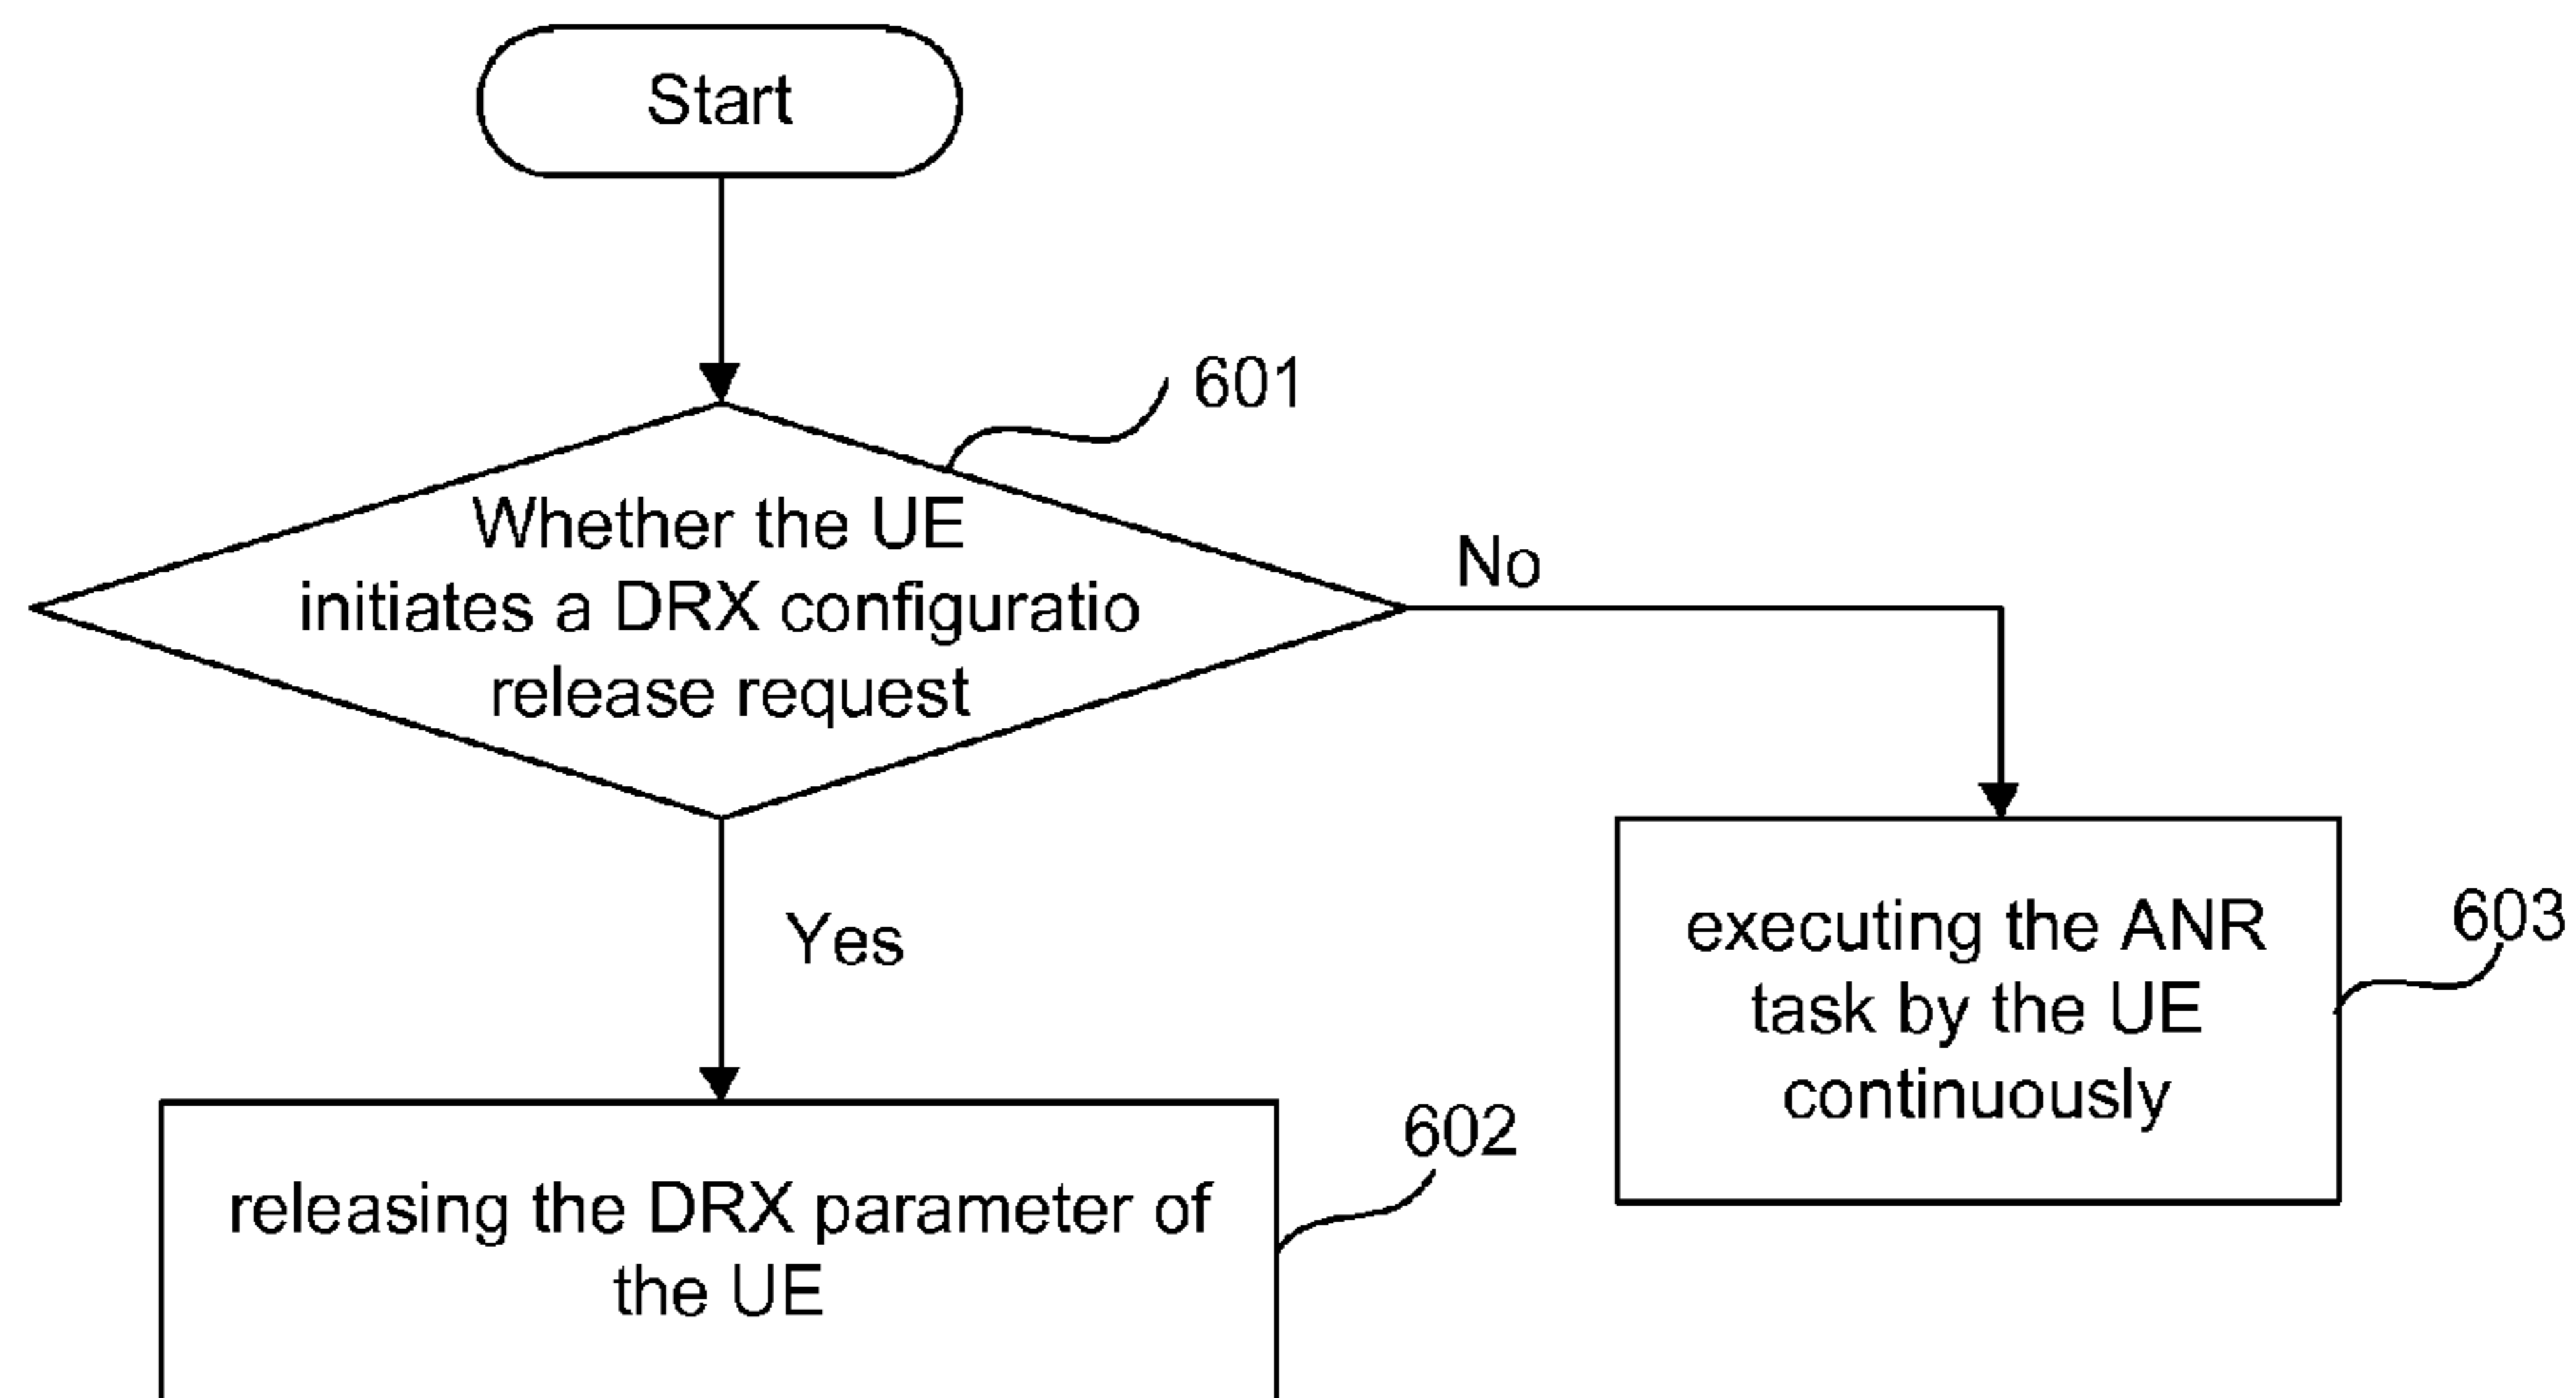 Start
601
Whether the UE
initiates a DRX configuratio
release request
No
Yes
executing the ANR
task by the UE
continuously
603
602
releasing the DRX parameter of
the UE